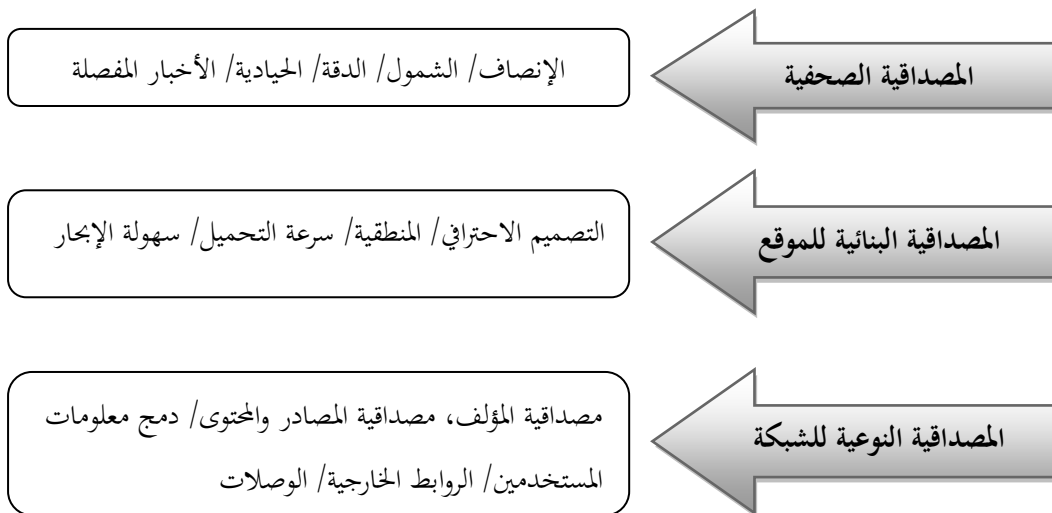 المصداقية الصحفية
الإنصاف/ الشمول/ الدقة/ الحيادية/ الأخبار المفصلة
المصداقية البنائية للموقع
التصميم الاحترافي/ المنطقية/ سرعة التحميل/ سهولة الإبحار
المصداقية النوعية للشبكة
مصداقية المؤلف، مصداقية المصادر والمحتوى/ دمج معلومات
المستخدمين/ الروابط الخارجية/ الوصلات